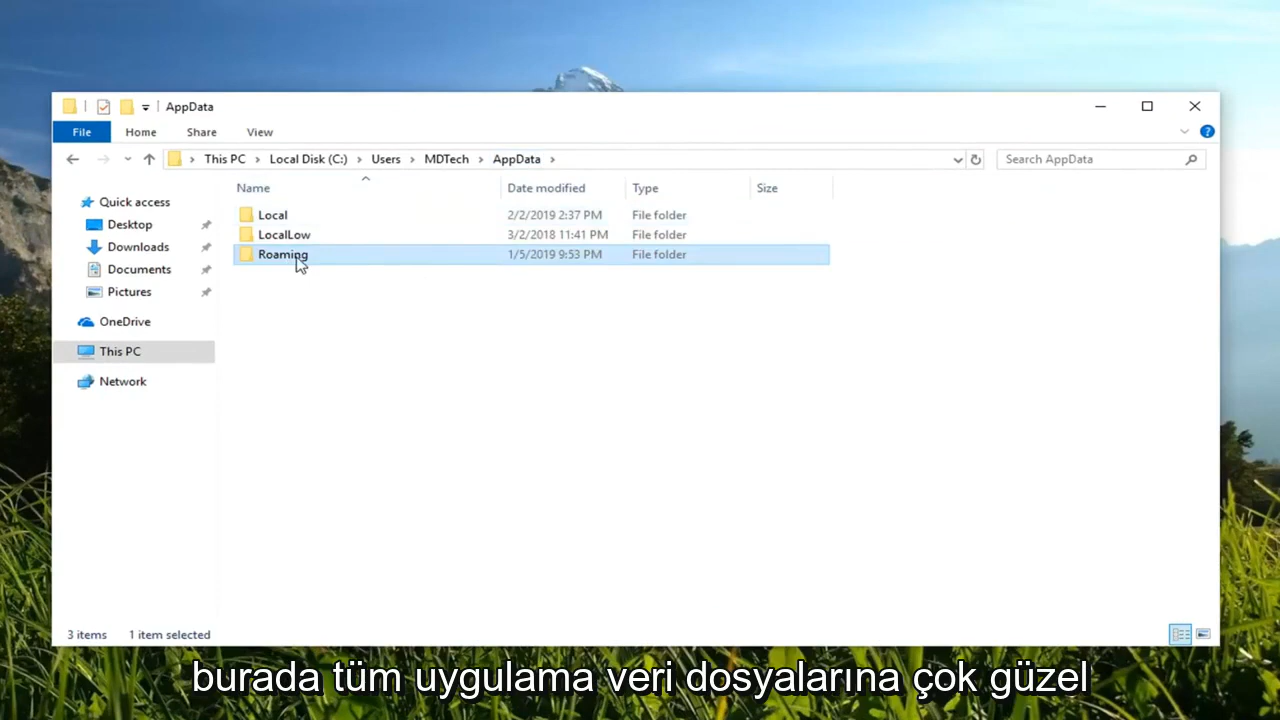 AppData
File Home Share View
This PC Local Disk (C:) Users MDTech AppData Search AppData
Name Date modified Type Size
Quick access
Desktop
Downloads
Documents
Pictures
OneDrive
This PC
Network
Local 2/2/2019 2:37 PM File folder
LocalLow 3/2/2018 11:41 PM File folder
Roaming 1/5/2019 9:53 PM File folder
3 items 1 item selected
burada tüm uygulama veri dosyalarına çok güzel